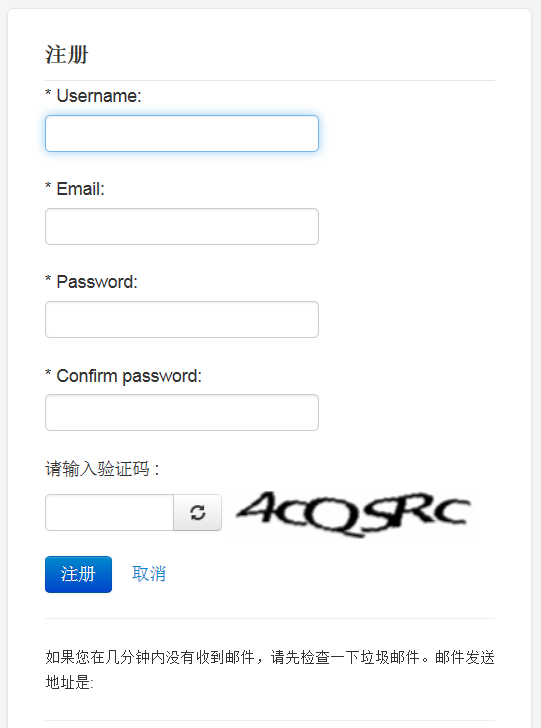 注册
* Username:
* Email:
* Password:
* Confirm password:
请输入验证码 :
4CQSRC
注册 取消
如果您在几分钟内没有收到邮件，请先检查一下垃圾邮件。邮件发送
地址是: